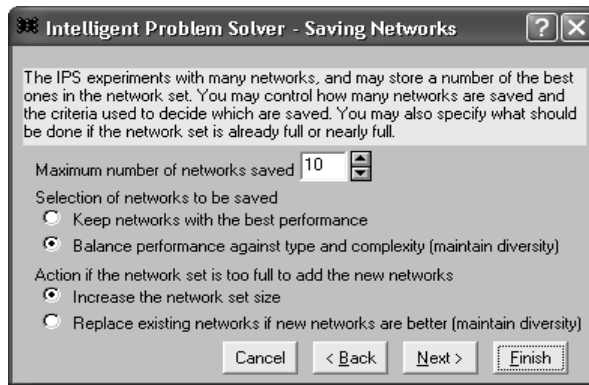 Intelligent Problem Solver - Saving Networks
The IPS experiments with many networks, and may store a number of the best
ones in the network set. You may control how many networks are saved and
the criteria used to decide which are saved. You may also specify what should
be done if the network set is already full or nearly full.
Maximum number of networks saved 10
Selection of networks to be saved
Keep networks with the best performance
Balance performance against type and complexity (maintain diversity)
Action if the network set is too full to add the new networks
Increase the network set size
Replace existing networks if new networks are better (maintain diversity)
Cancel < Back Next > Finish